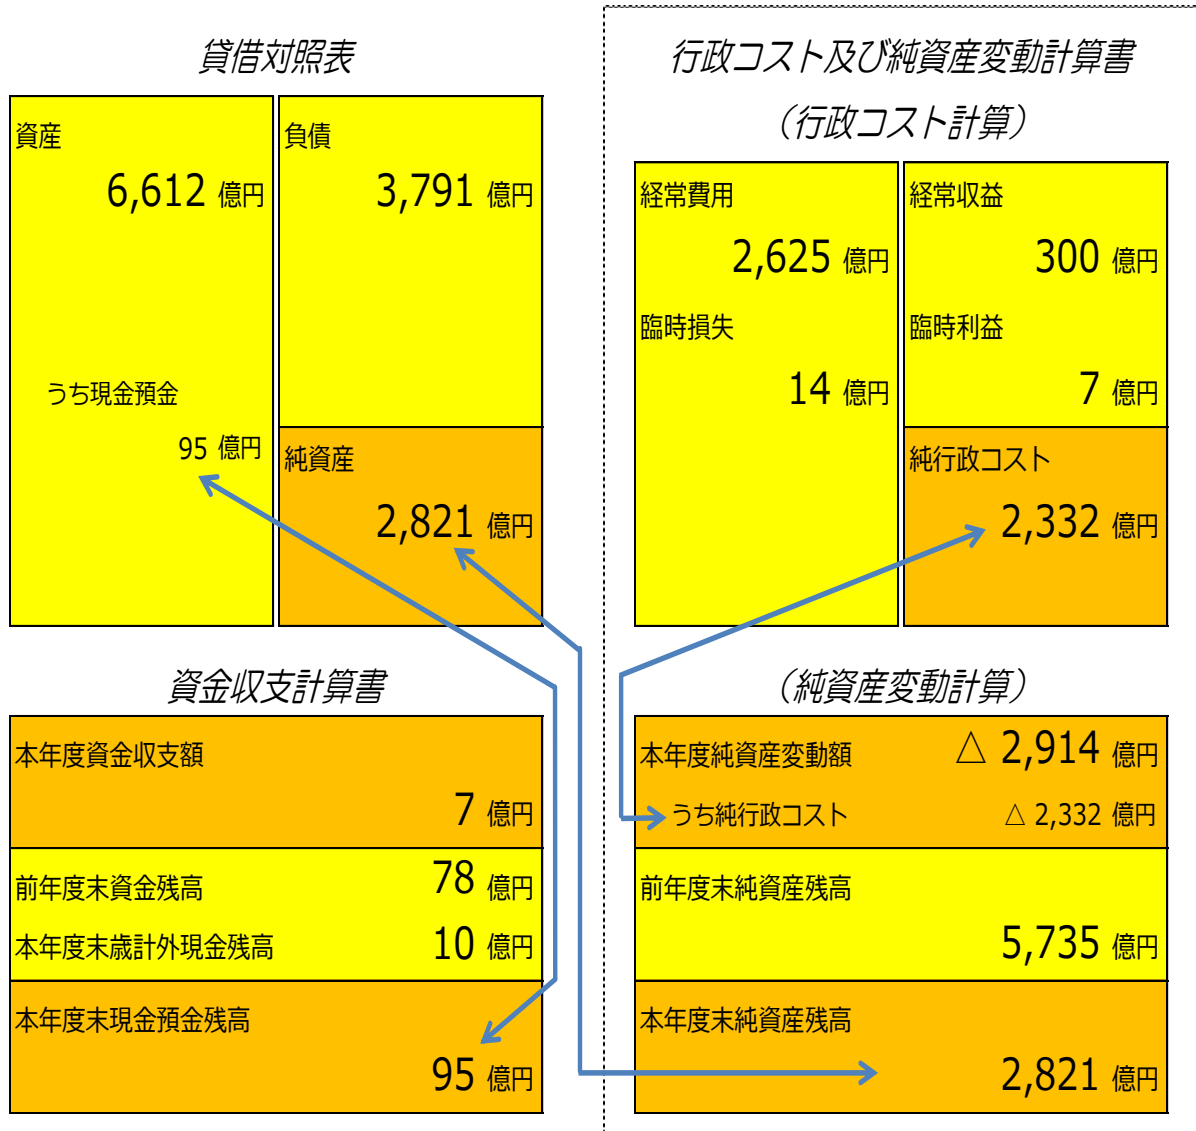 貸借対照表
資産
6,612 億円
うち現金預金
95 億円
負債
3,791 億円
純資産
2,821 億円
行政コスト及び純資産変動計算書
（行政コスト計算）
経常費用
2,625 億円
臨時損失
14 億円
経常収益
300 億円
臨時利益
7 億円
純行政コスト
2,332 億円
資金収支計算書
本年度資金収支額
7 億円
前年度末資金残高 78 億円
本年度末歳計外現金残高 10 億円
本年度末現金預金残高
95 億円
（純資産変動計算）
本年度純資産変動額 △ 2,914 億円
うち純行政コスト △ 2,332 億円
前年度末純資産残高
5,735 億円
本年度末純資産残高
2,821 億円